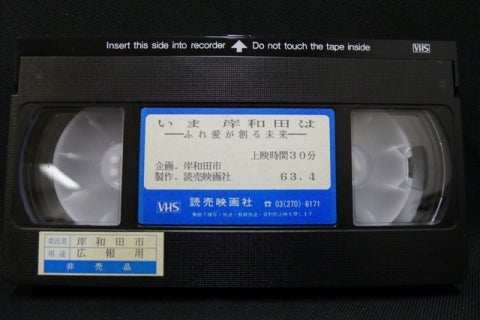 Insert this side into recorder Do not touch the tape inside VHS
いま 岸和田は
―ふれ愛が創る未来―
上映時間30分
企画. 岸和田市
製作. 読売映画社 63.4
VHS 読売映画社 ☎ 03(270)-6171
委託者 岸和田市
用途 広報用
非売品